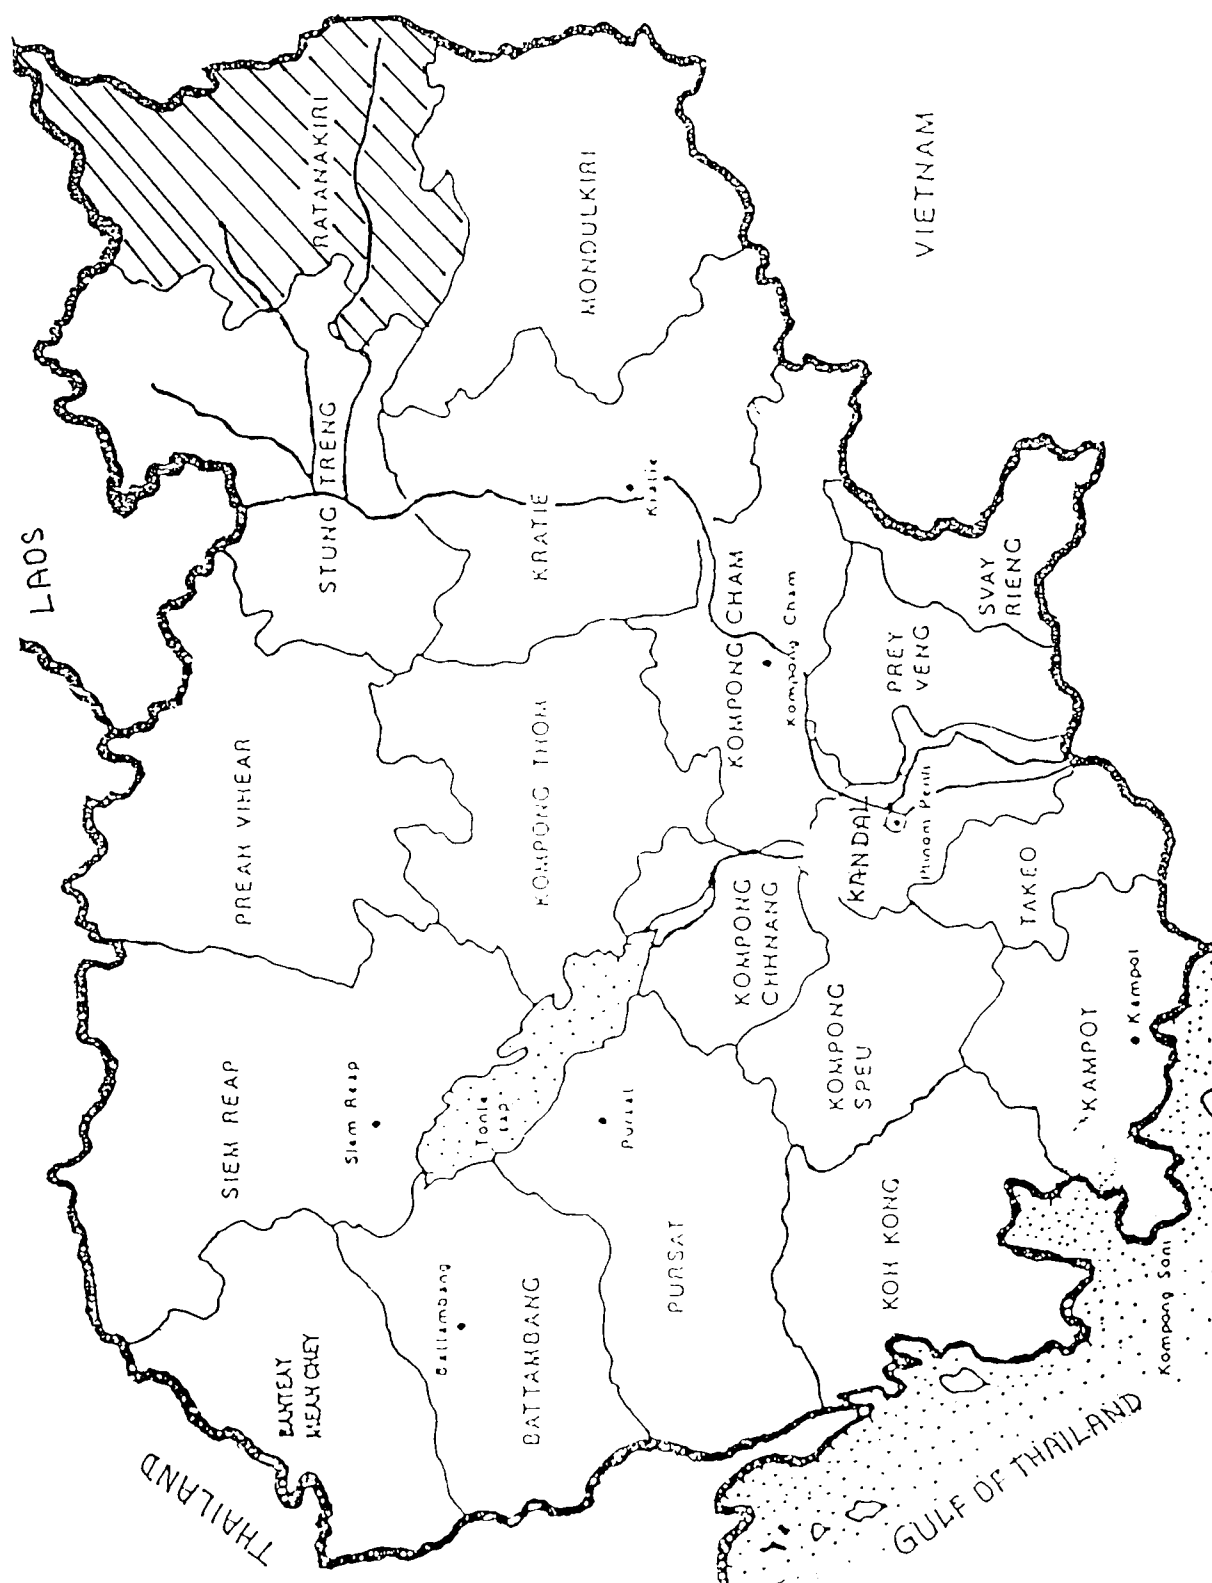 LAOS
THAILAND
SIEM REAP
PREAH VIHEAR
BANTEAY
MEAN CHEY
STUNG TRENG
RATANAKIRI
Siem Reap
Battambang
Tonle
sap
BATTAMBANG
KOMPONG THOM
KRATIE
MONDULKIRI
Pursat
Kratie
PURSAT
KOMPONG
CHHNANG
KOMPONG CHAM
Kompong Cham
KOMPONG
SPEU
KANDAL
KOH KONG
PREY
VENG
Phnom Penh
VIETNAM
SVAY
RIENG
TAKEO
GULF OF THAILAND
KAMPOT
Kampot
Kompong Som